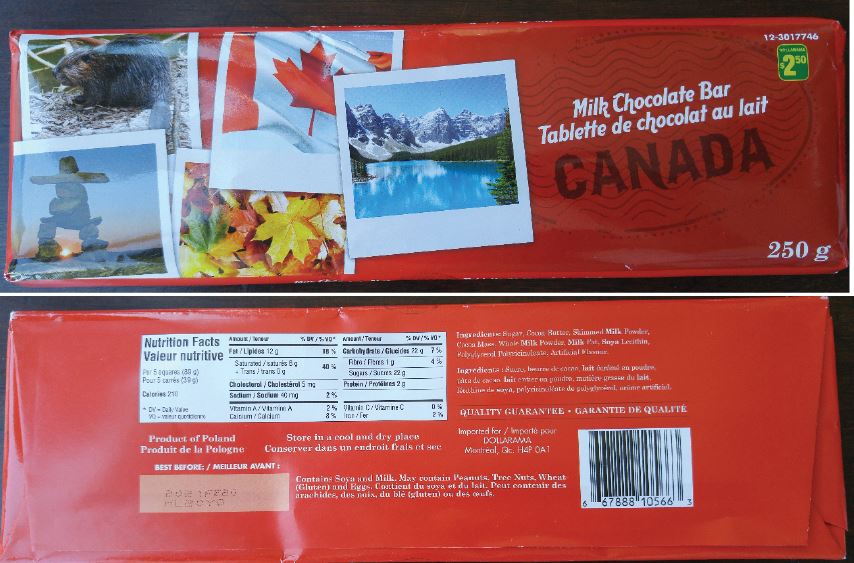 12-3017746
DOLLARAMA
$2.50
Milk Chocolate Bar
Tablette de chocolat au lait
CANADA
250 g
Nutrition Facts
Valeur nutritive
Per 5 squares (39 g)
Pour 5 carrés (39 g)
Calories 210
* DV = Daily Value
VQ = valeur quotidienne
Amount / Teneur % DV / % VQ*
Fat / Lipides 12 g 18 %
Saturated / saturés 8 g
+ Trans / trans 0 g
40 %
Cholesterol / Cholestérol 5 mg
Sodium / Sodium 40 mg 2 %
Vitamin A / Vitamine A 2 %
Calcium / Calcium 8 %
Amount / Teneur % DV / % VQ*
Carbohydrate / Glucides 22 g 7 %
Fibre / Fibres 1 g 4 %
Sugars / Sucres 22 g
Protein / Protéines 2 g
Vitamin C / Vitamine C 0 %
Iron / Fer 2 %
Ingredients: Sugar, Cocoa Butter, Skimmed Milk Powder,
Cocoa Mass, Whole Milk Powder, Milk Fat, Soya Lecithin,
Polyglycerol Polyricinoleate, Artificial Flavour.
Ingrédients : Sucre, beurre de cacao, lait écrémé en poudre,
pâte de cacao, lait entier en poudre, matière grasse du lait,
lécithine de soya, polyricinoléate de polyglycérol, arôme artificiel.
QUALITY GUARANTEE • GARANTIE DE QUALITÉ
Product of Poland
Produit de la Pologne
Store in a cool and dry place
Conserver dans un endroit frais et sec
Imported for / Importé pour
DOLLARAMA
Montréal, Qc. H4P 0A1
BEST BEFORE: / MEILLEUR AVANT :
Contains Soya and Milk. May contain Peanuts, Tree Nuts, Wheat
(Gluten) and Eggs. Contient du soya et du lait. Peut contenir des
arachides, des noix, du blé (gluten) ou des œufs.
6 67888 10566 3